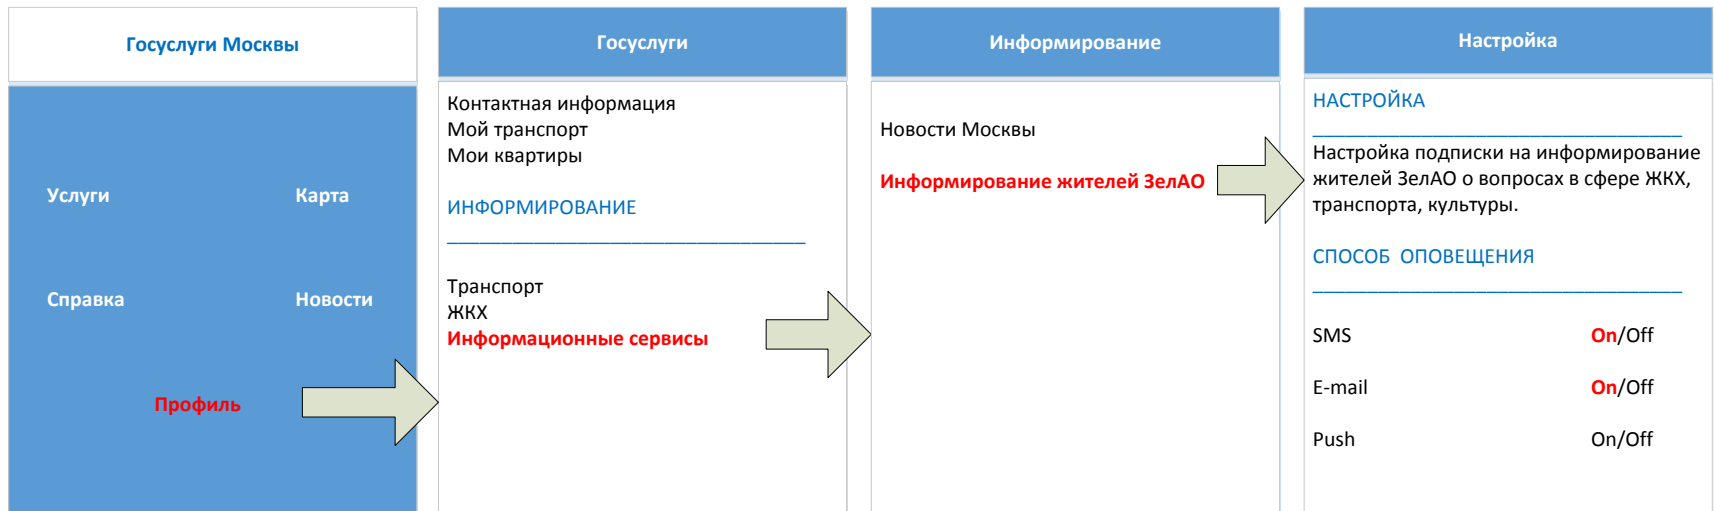 Госуслуги Москвы
Услуги Карта
Справка Новости
Профиль
Госуслуги
Контактная информация
Мой транспорт
Мои квартиры
ИНФОРМИРОВАНИЕ
Транспорт
ЖКХ
Информационные сервисы
Информирование
Новости Москвы
Информирование жителей ЗелАО
Настройка
НАСТРОЙКА
Настройка подписки на информирование
жителей ЗелАО о вопросах в сфере ЖКХ,
транспорта, культуры.
СПОСОБ ОПОВЕЩЕНИЯ
SMS On/Off
E-mail On/Off
Push On/Off